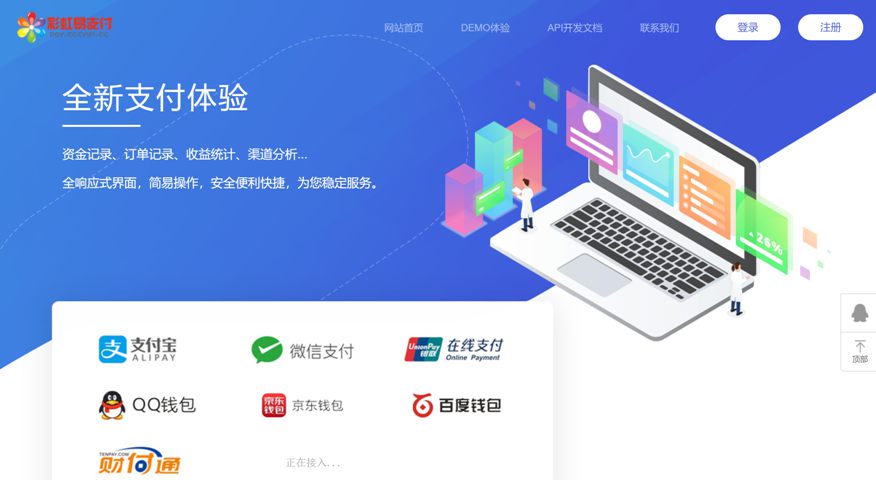 彩虹易支付
网站首页
DEMO体验
API开发文档
联系我们
登录
注册
全新支付体验
资金记录、订单记录、收益统计、渠道分析...
全响应式界面，简易操作，安全便利快捷，为您稳定服务。
26%
顶部
支付宝
ALIPAY
微信支付
UnionPay
银联
在线支付
Online Payment
QQ钱包
京东
钱包
京东钱包
百度钱包
TENPAY.COM
财付通
正在接入...